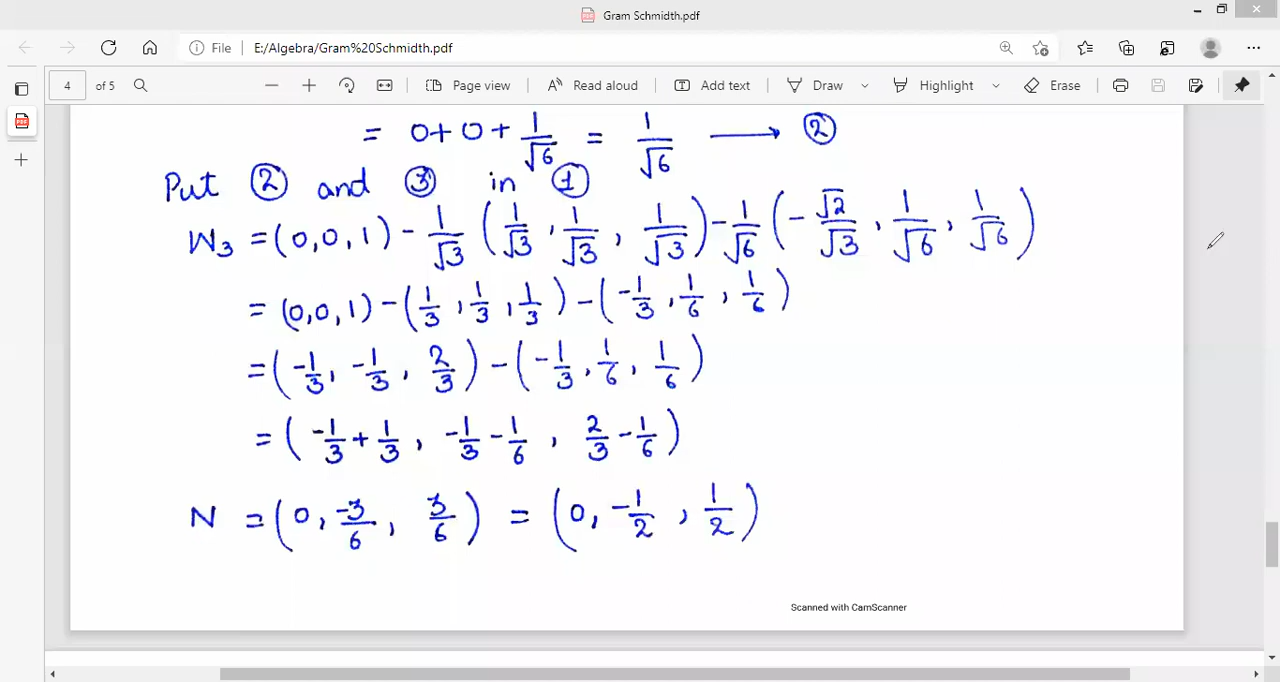 Gram Schmidth.pdf
File | E:/Algebra/Gram%20Schmidth.pdf
4 of 5 Page view Read aloud Add text Draw Highlight Erase
= 0+0+1/√6 = 1/√6 ⟶ ②
Put ② and ③ in ①
W₃ = (0,0,1) - 1/√3 (1/√3, 1/√3, 1/√3) - 1/√6 (-√2/√3, 1/√6, 1/√6)
= (0,0,1) - (1/3, 1/3, 1/3) - (-1/3, 1/6, 1/6)
= (-1/3, -1/3, 2/3) - (-1/3, 1/6, 1/6)
= (-1/3 + 1/3, -1/3 - 1/6, 2/3 - 1/6)
N = (0, -3/6, 3/6) = (0, -1/2, 1/2)
Scanned with CamScanner